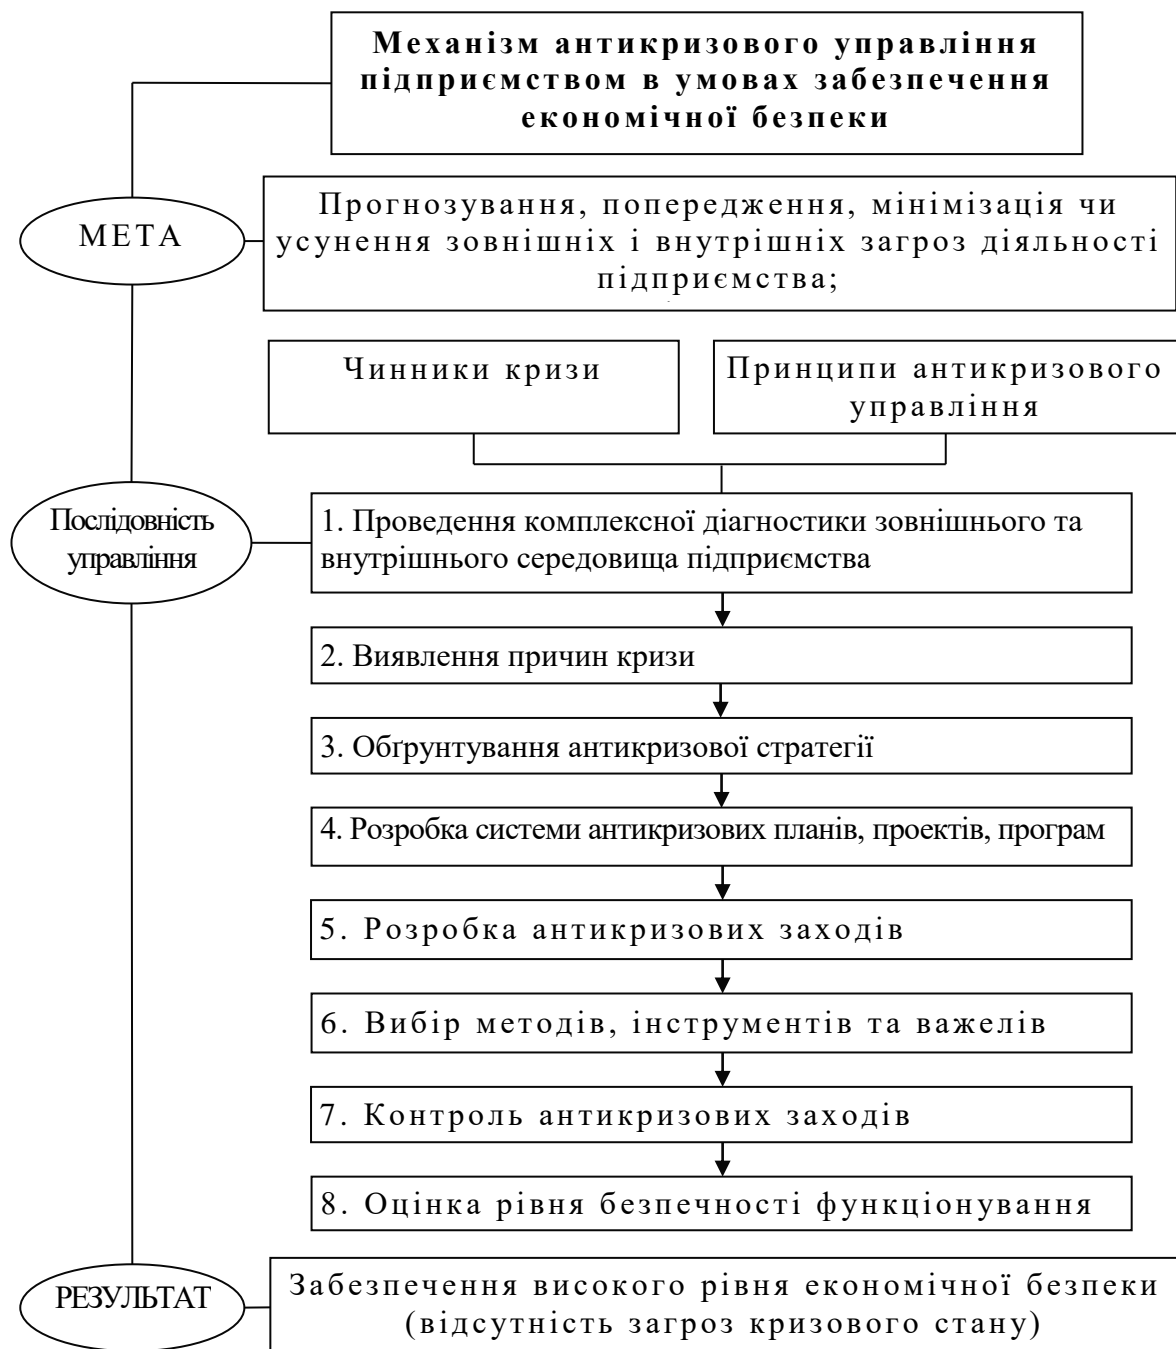 Механізм антикризового управління
підприємством в умовах забезпечення
економічної безпеки
МЕТА
Прогнозування, попередження, мінімізація чи
усунення зовнішніх і внутрішніх загроз діяльності
підприємства;
Чинники кризи
Принципи антикризового
управління
Послідовність
управління
1. Проведення комплексної діагностики зовнішнього та
внутрішнього середовища підприємства
2. Виявлення причин кризи
3. Обґрунтування антикризової стратегії
4. Розробка системи антикризових планів, проектів, програм
5. Розробка антикризових заходів
6. Вибір методів, інструментів та важелів
7. Контроль антикризових заходів
8. Оцінка рівня безпечності функціонування
РЕЗУЛЬТАТ
Забезпечення високого рівня економічної безпеки
(відсутність загроз кризового стану)